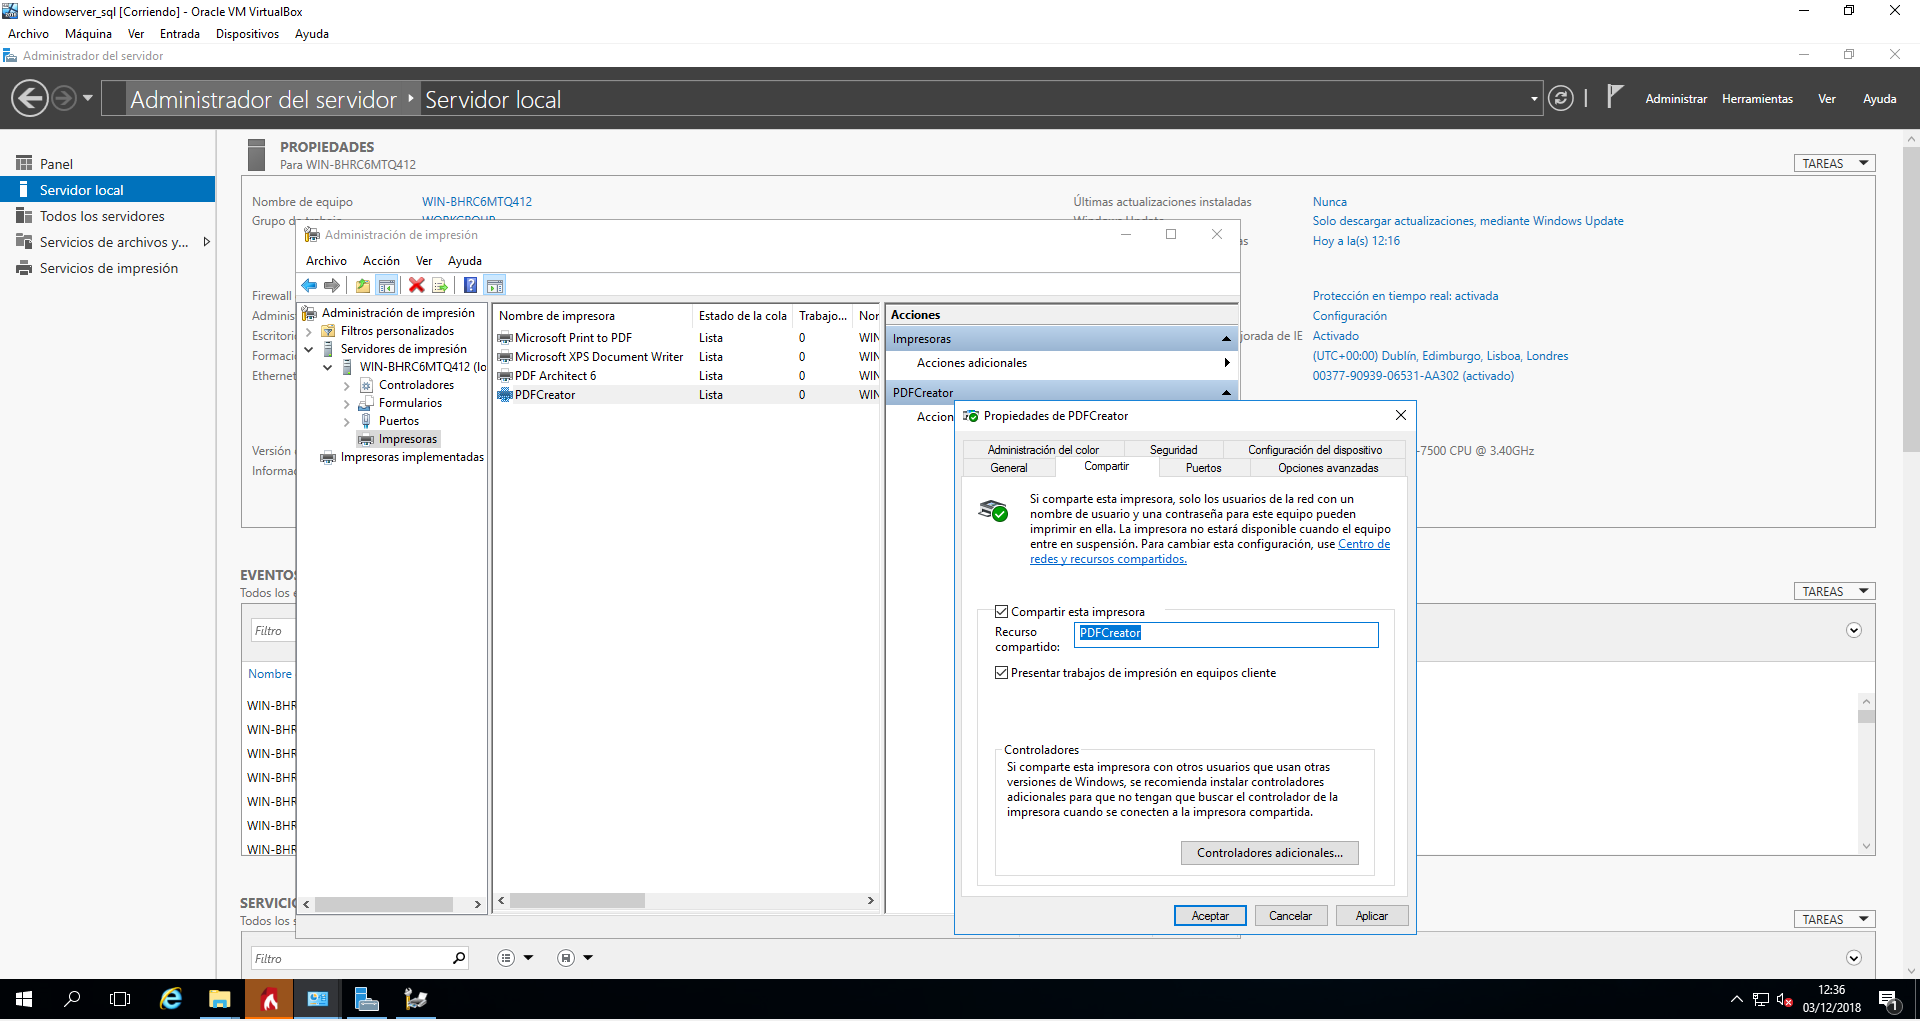 windowserver_sql [Corriendo] - Oracle VM VirtualBox
Archivo Máquina Ver Entrada Dispositivos Ayuda
Administrador del servidor
Administrador del servidor Servidor local
Administrar Herramientas Ver Ayuda
Panel
Servidor local
Todos los servidores
Servicios de archivos y...
Servicios de impresión
PROPIEDADES
Para WIN-BHRC6MTQ412
TAREAS
Nombre de equipo WIN-BHRC6MTQ412
Grupo de trabajo WORKGROUP
Últimas actualizaciones instaladas Nunca
Windows Update Solo descargar actualizaciones, mediante Windows Update
Hoy a la(s) 12:16
Firewall
Escritorio
Ethernet
Versión
Protección en tiempo real: activada
Configuración
jorada de IE Activado
(UTC+00:00) Dublín, Edimburgo, Lisboa, Londres
00377-90939-06531-AA302 (activado)
-7500 CPU @ 3.40GHz
Administración de impresión
Archivo Acción Ver Ayuda
Administración de impresión
Filtros personalizados
Servidores de impresión
WIN-BHRC6MTQ412 (lo
Controladores
Formularios
Puertos
Impresoras
Impresoras implementadas
Nombre de impresora Estado de la cola Trabajo... Nor
Microsoft Print to PDF Lista 0 WIN
Microsoft XPS Document Writer Lista 0 WIN
PDF Architect 6 Lista 0 WIN
PDFCreator Lista 0 WIN
Acciones
Impresoras
Acciones adicionales
PDFCreator
Accion
Propiedades de PDFCreator
Administración del color Seguridad Configuración del dispositivo
General Compartir Puertos Opciones avanzadas
Si comparte esta impresora, solo los usuarios de la red con un
nombre de usuario y una contraseña para este equipo pueden
imprimir en ella. La impresora no estará disponible cuando el equipo
entre en suspensión. Para cambiar esta configuración, use Centro de
redes y recursos compartidos.
Compartir esta impresora
Recurso
compartido:
PDFCreator
Presentar trabajos de impresión en equipos cliente
Controladores
Si comparte esta impresora con otros usuarios que usan otras
versiones de Windows, se recomienda instalar controladores
adicionales para que no tengan que buscar el controlador de la
impresora cuando se conecten a la impresora compartida.
Controladores adicionales...
Aceptar Cancelar Aplicar
EVENTOS
Todos los e
TAREAS
Filtro
Nombre
WIN-BHR
WIN-BHR
WIN-BHR
WIN-BHR
WIN-BHR
WIN-BHR
WIN-BHR
SERVICIO
Todos los s
TAREAS
Filtro
12:36
03/12/2018
1